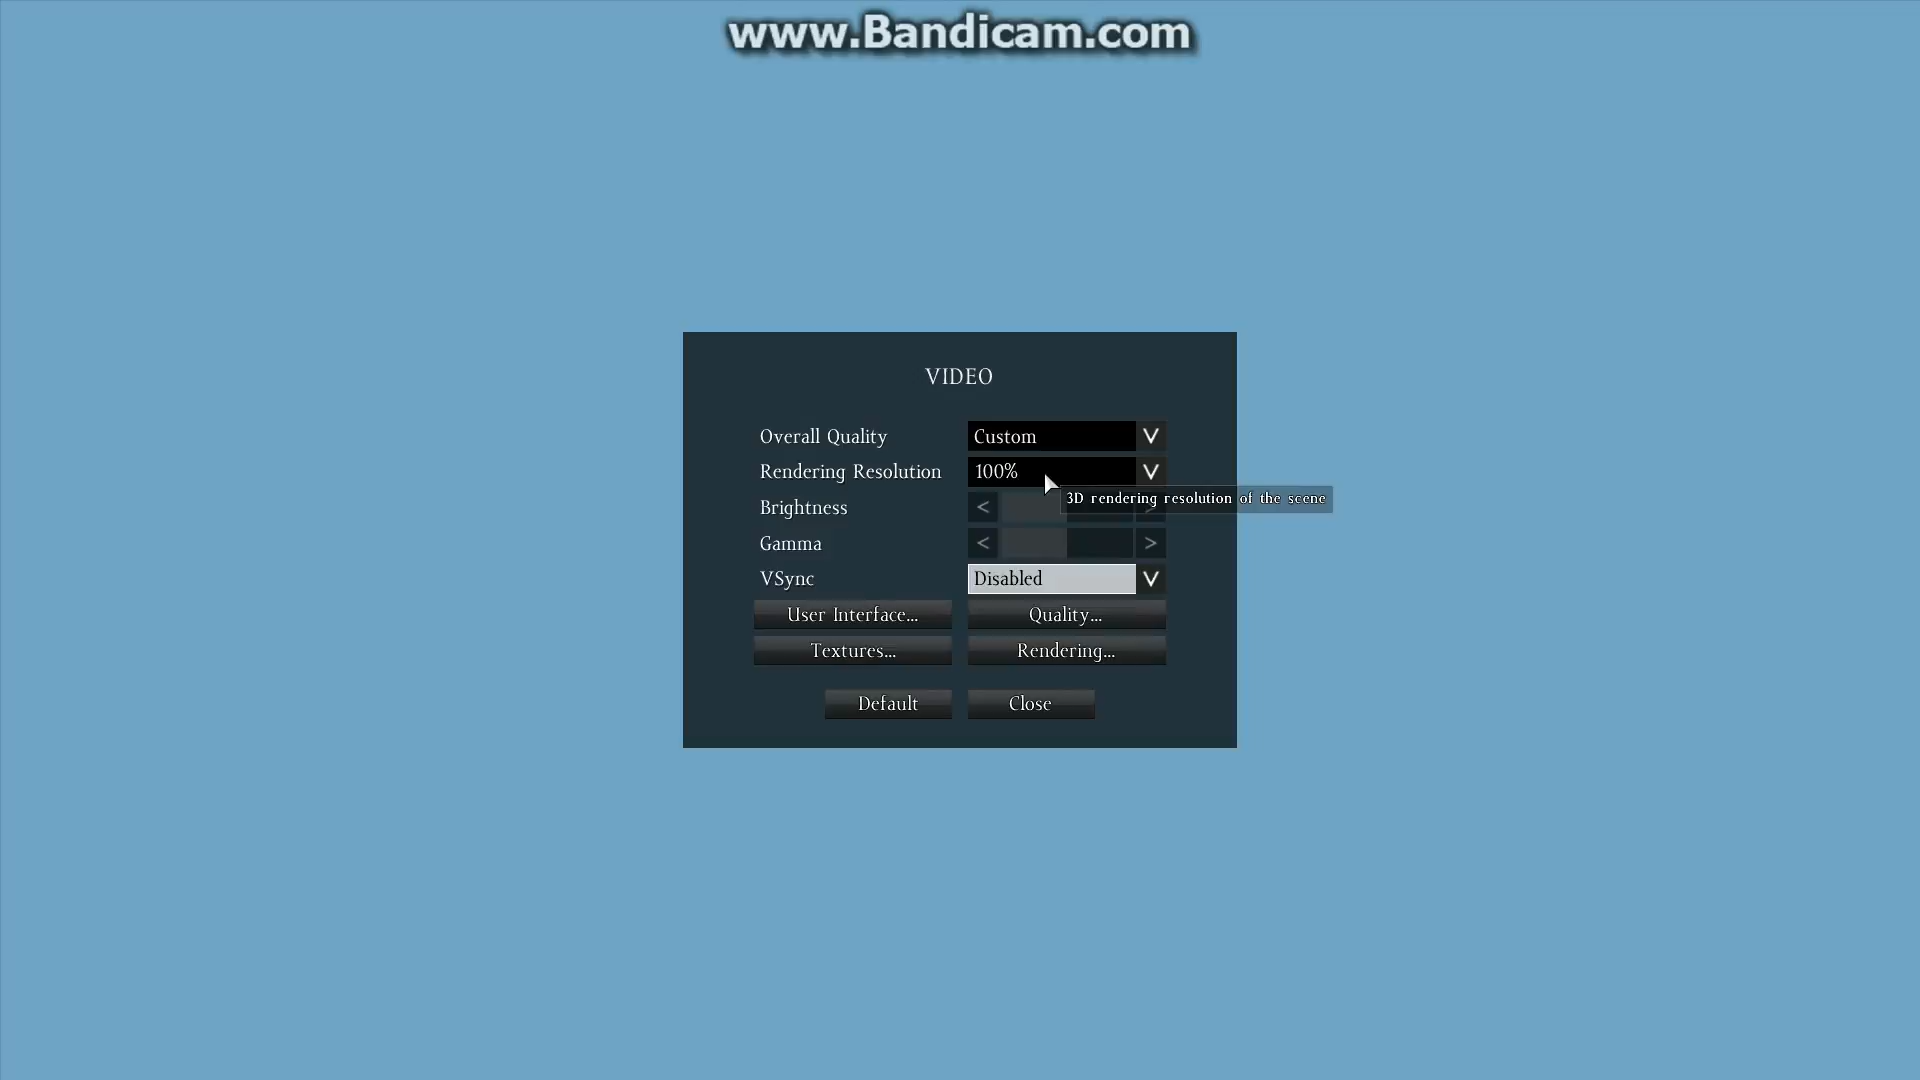 www.Bandicam.com
VIDEO
Overall Quality Custom V
Rendering Resolution 100% V
3D rendering resolution of the scene
Brightness < >
Gamma < >
VSync Disabled V
User Interface... Quality...
Textures... Rendering...
Default Close